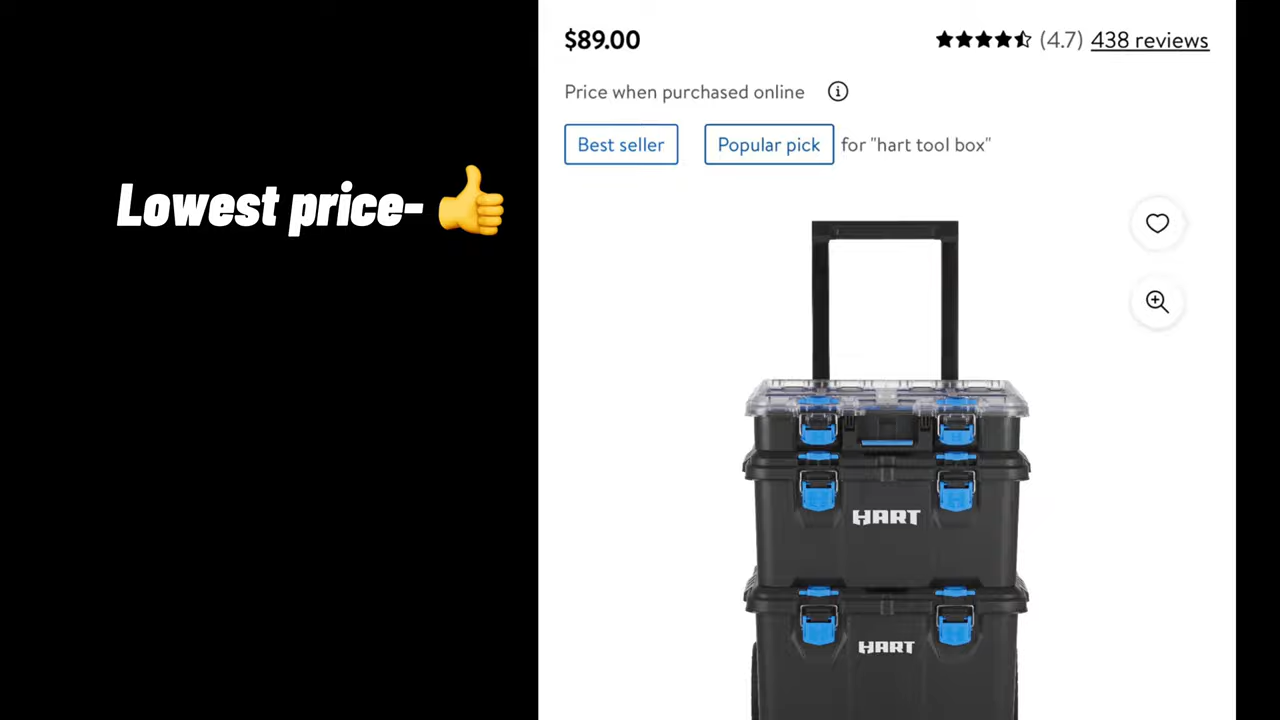 $89.00
(4.7) 438 reviews
Price when purchased online
Best seller
Popular pick
for "hart tool box"
Lowest price- 👍
HART
HART